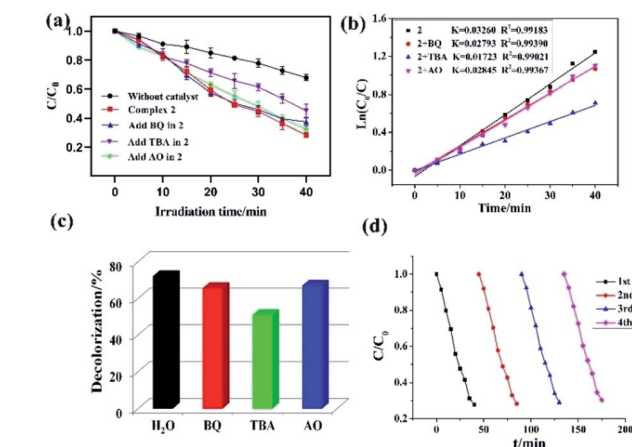 (a)
1.0
0.8
0.6
0.4
0.2
C/C0
Without catalyst
Complex 2
Add BQ in 2
Add TBA in 2
Add AO in 2
0 10 20 30 40
Irradiation time/min
(b)
1.6
1.2
0.8
0.4
0.0
Ln(C0/C)
2 K=0.03260 R²=0.99183
2+BQ K=0.02793 R²=0.99390
2+TBA K=0.01723 R²=0.99021
2+AO K=0.02845 R²=0.99367
0 10 20 30 40
Time/min
(c)
80
60
40
20
0
Decolorization/%
H2O BQ TBA AO
(d)
1.0
0.8
0.6
0.4
0.2
C/C0
1st
2nd
3rd
4th
0 50 100 150 200
t/min